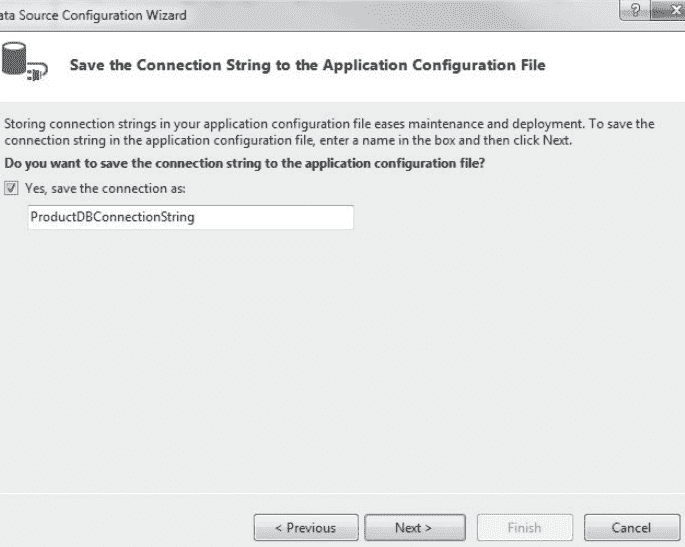 ata Source Configuration Wizard
?
X
Save the Connection String to the Application Configuration File
Storing connection strings in your application configuration file eases maintenance and deployment. To save the
connection string in the application configuration file, enter a name in the box and then click Next.
Do you want to save the connection string to the application configuration file?
Yes, save the connection as:
ProductDBConnectionString
< Previous
Next >
Finish
Cancel